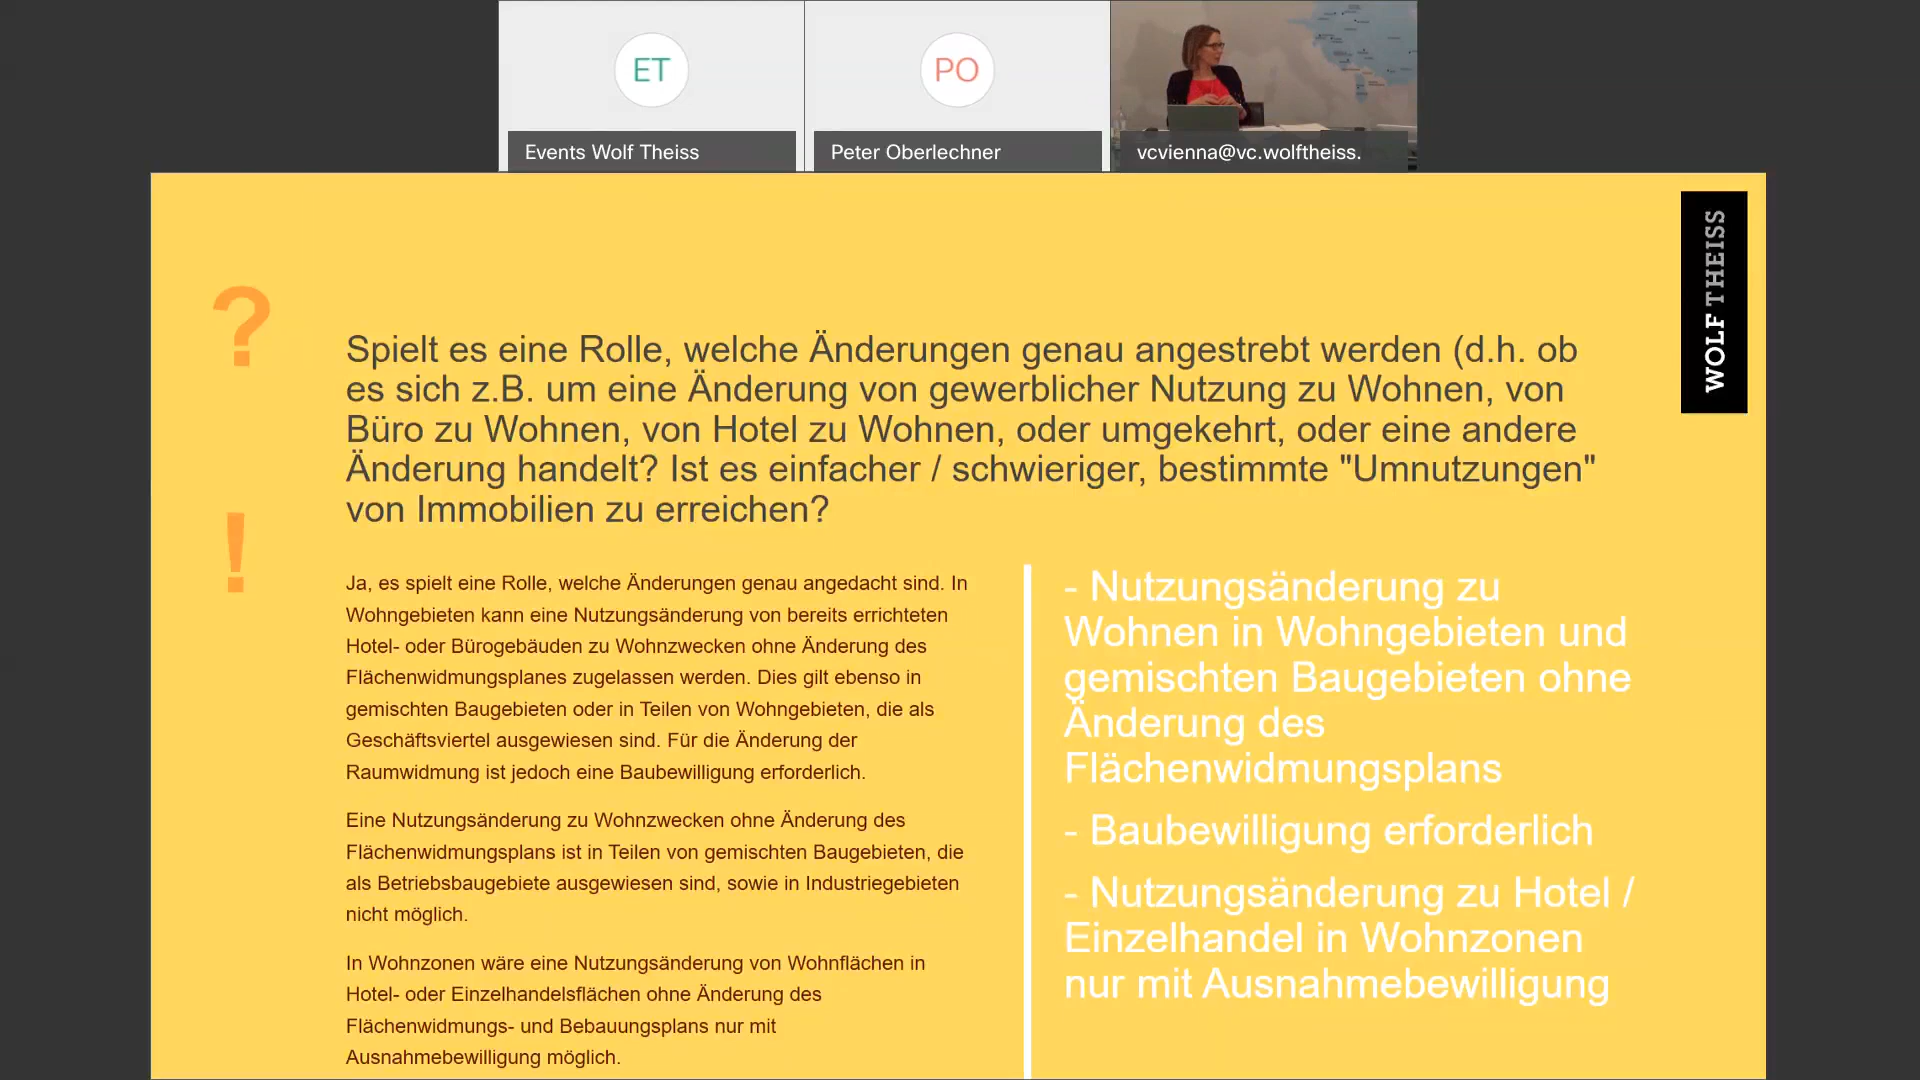 ET
PO
Events Wolf Theiss
Peter Oberlechner
vcvienna@vc.wolftheiss.
WOLF THEISS
?
Spielt es eine Rolle, welche Änderungen genau angestrebt werden (d.h. ob
es sich z.B. um eine Änderung von gewerblicher Nutzung zu Wohnen, von
Büro zu Wohnen, von Hotel zu Wohnen, oder umgekehrt, oder eine andere
Änderung handelt? Ist es einfacher / schwieriger, bestimmte "Umnutzungen"
von Immobilien zu erreichen?
!
Ja, es spielt eine Rolle, welche Änderungen genau angedacht sind. In
Wohngebieten kann eine Nutzungsänderung von bereits errichteten
Hotel- oder Bürogebäuden zu Wohnzwecken ohne Änderung des
Flächenwidmungsplanes zugelassen werden. Dies gilt ebenso in
gemischten Baugebieten oder in Teilen von Wohngebieten, die als
Geschäftsviertel ausgewiesen sind. Für die Änderung der
Raumwidmung ist jedoch eine Baubewilligung erforderlich.
Eine Nutzungsänderung zu Wohnzwecken ohne Änderung des
Flächenwidmungsplans ist in Teilen von gemischten Baugebieten, die
als Betriebsbaugebiete ausgewiesen sind, sowie in Industriegebieten
nicht möglich.
In Wohnzonen wäre eine Nutzungsänderung von Wohnflächen in
Hotel- oder Einzelhandelsflächen ohne Änderung des
Flächenwidmungs- und Bebauungsplans nur mit
Ausnahmebewilligung möglich.
- Nutzungsänderung zu
Wohnen in Wohngebieten und
gemischten Baugebieten ohne
Änderung des
Flächenwidmungsplans
- Baubewilligung erforderlich
- Nutzungsänderung zu Hotel /
Einzelhandel in Wohnzonen
nur mit Ausnahmebewilligung